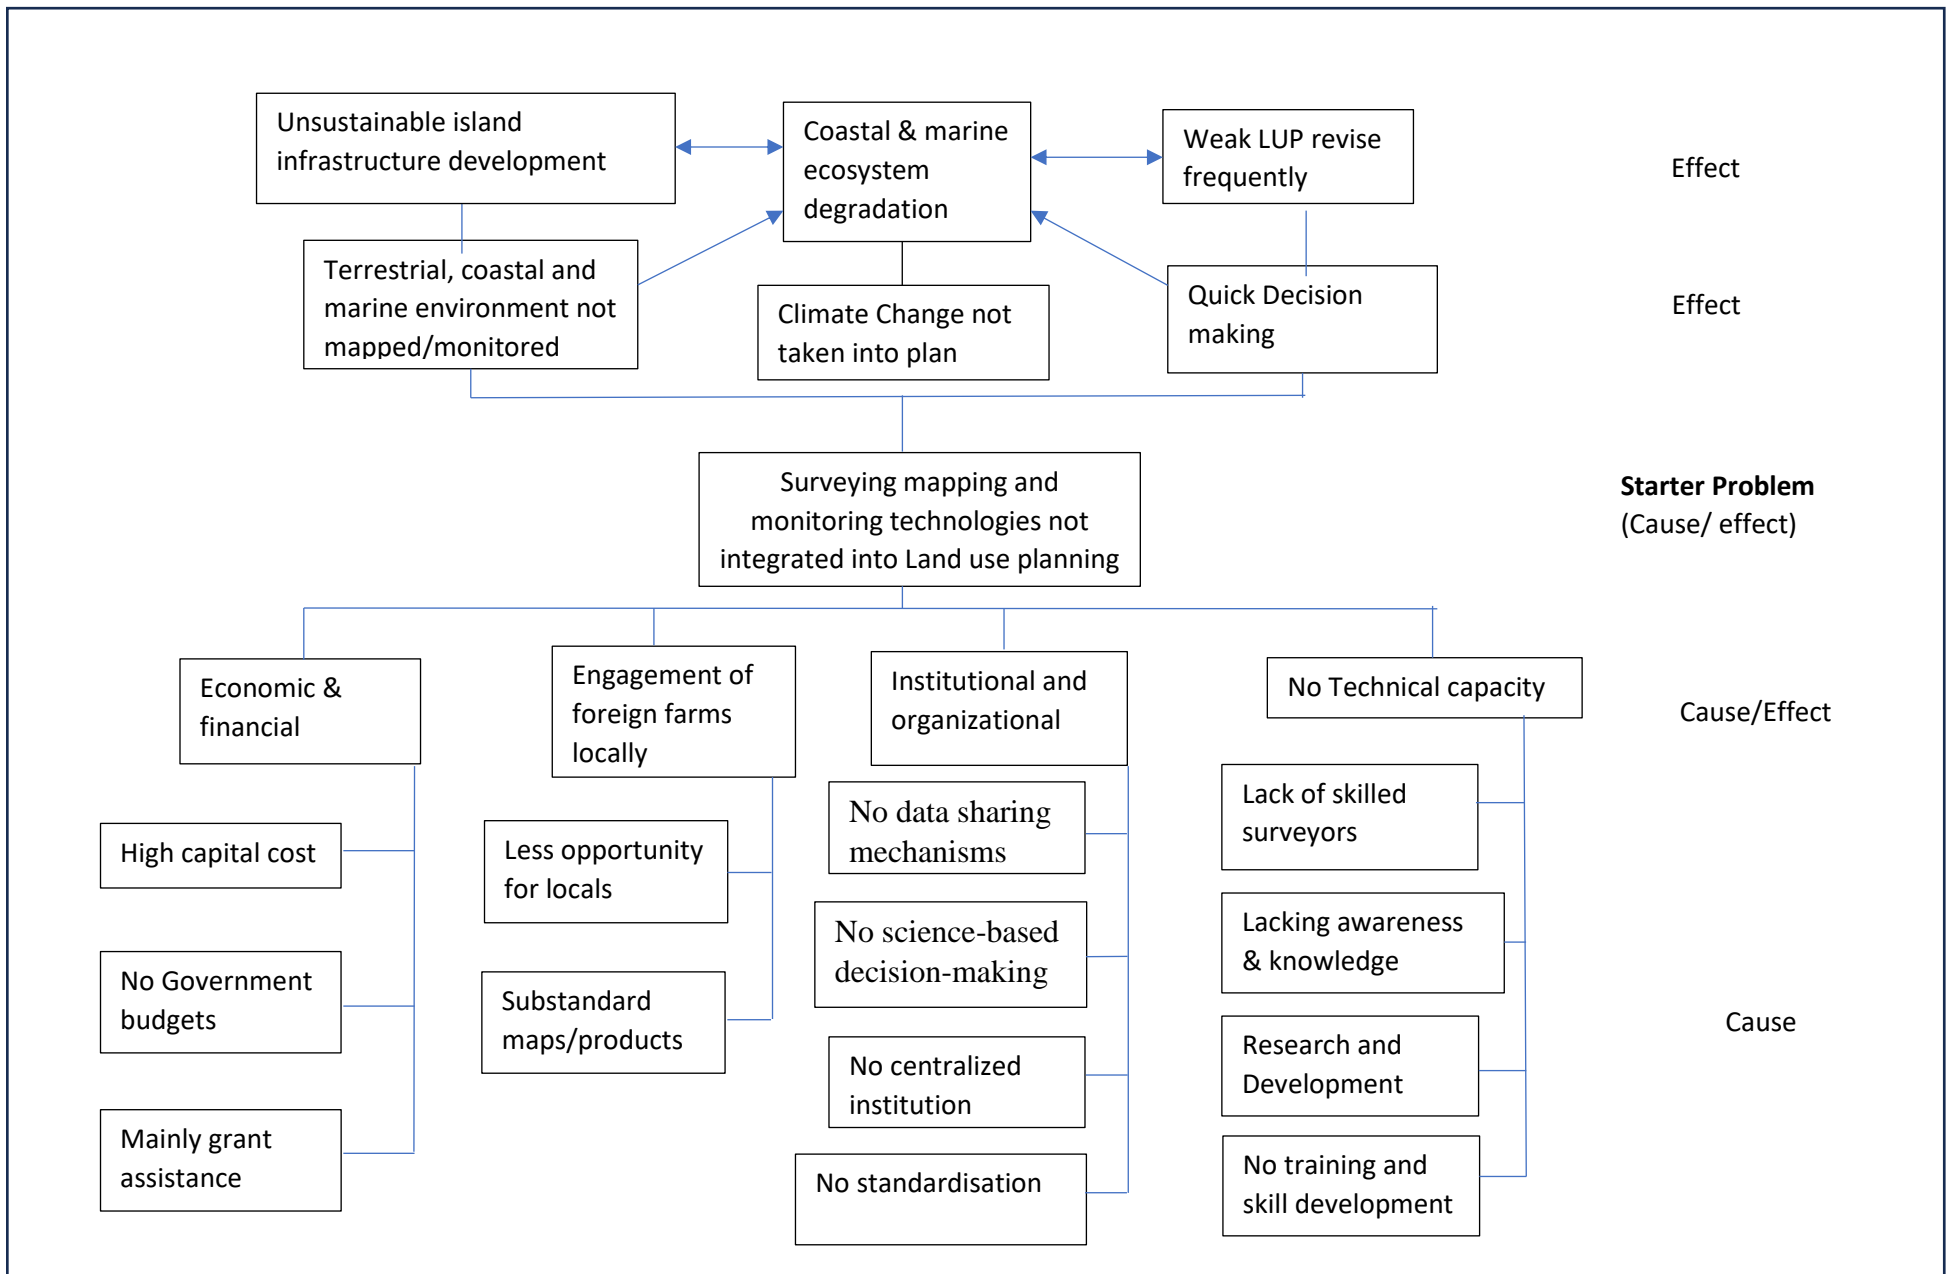 Unsustainable island
infrastructure development
Coastal & marine
ecosystem
degradation
Weak LUP revise
frequently
Effect
Terrestrial, coastal and
marine environment not
mapped/monitored
Climate Change not
taken into plan
Quick Decision
making
Effect
Surveying mapping and
monitoring technologies not
integrated into Land use planning
Starter Problem
(Cause/ effect)
Economic &
financial
Engagement of
foreign farms
locally
Institutional and
organizational
No Technical capacity
Cause/Effect
High capital cost
No Government
budgets
Mainly grant
assistance
Less opportunity
for locals
Substandard
maps/products
No data sharing
mechanisms
No science-based
decision-making
No centralized
institution
No standardisation
Lack of skilled
surveyors
Lacking awareness
& knowledge
Research and
Development
No training and
skill development
Cause